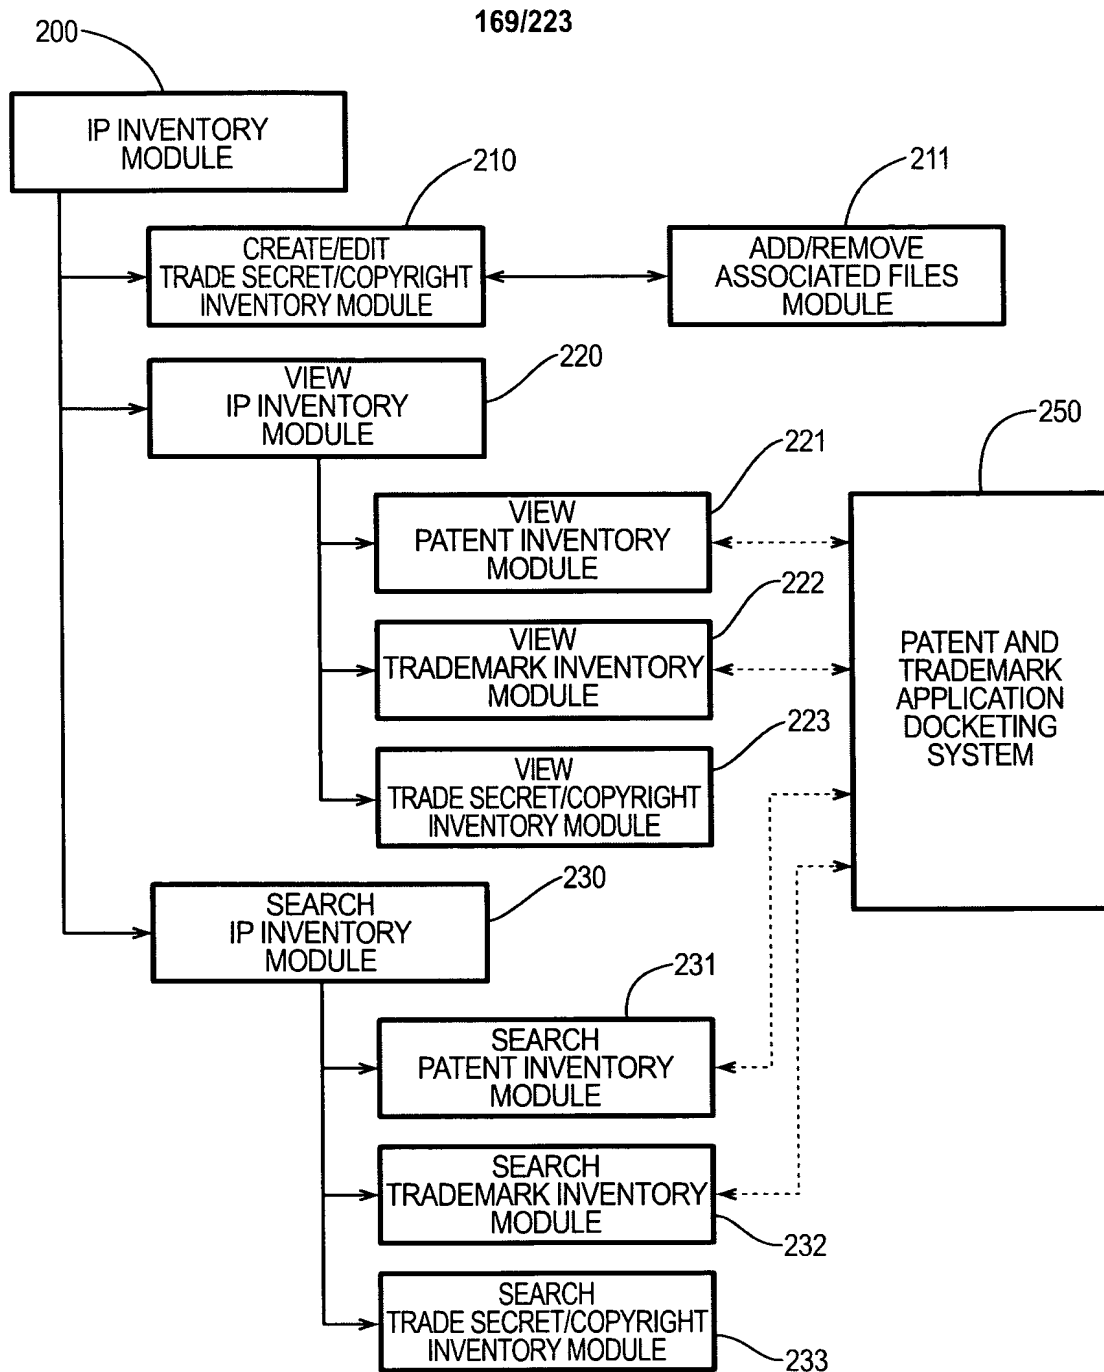 169/223
200
IP INVENTORY
MODULE
210
CREATE/EDIT
TRADE SECRET/COPYRIGHT
INVENTORY MODULE
211
ADD/REMOVE
ASSOCIATED FILES
MODULE
220
VIEW
IP INVENTORY
MODULE
250
PATENT AND
TRADEMARK
APPLICATION
DOCKETING
SYSTEM
221
VIEW
PATENT INVENTORY
MODULE
222
VIEW
TRADEMARK INVENTORY
MODULE
223
VIEW
TRADE SECRET/COPYRIGHT
INVENTORY MODULE
230
SEARCH
IP INVENTORY
MODULE
231
SEARCH
PATENT INVENTORY
MODULE
SEARCH
TRADEMARK INVENTORY
MODULE
232
SEARCH
TRADE SECRET/COPYRIGHT
INVENTORY MODULE
233